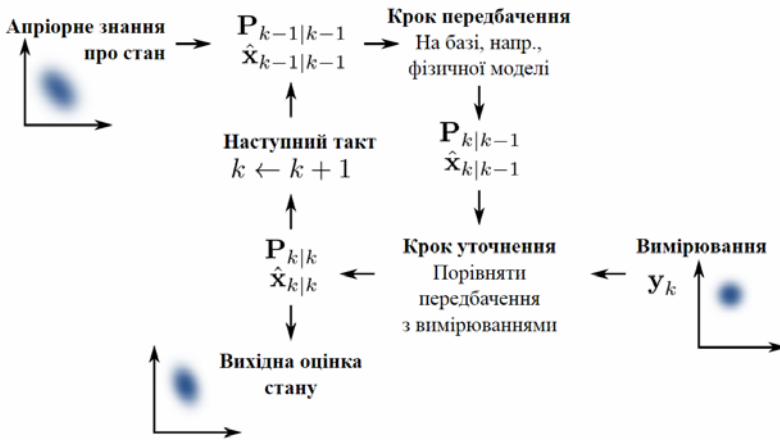 Апріорне знання
про стан
P_{k−1|k−1}
x̂_{k−1|k−1}
Крок передбачення
На базі, напр.,
фізичної моделі
P_{k|k−1}
x̂_{k|k−1}
Наступний такт
k ← k + 1
P_{k|k}
x̂_{k|k}
Крок уточнення
Порівняти
передбачення
з вимірюваннями
Вимірювання
y_k
Вихідна оцінка
стану